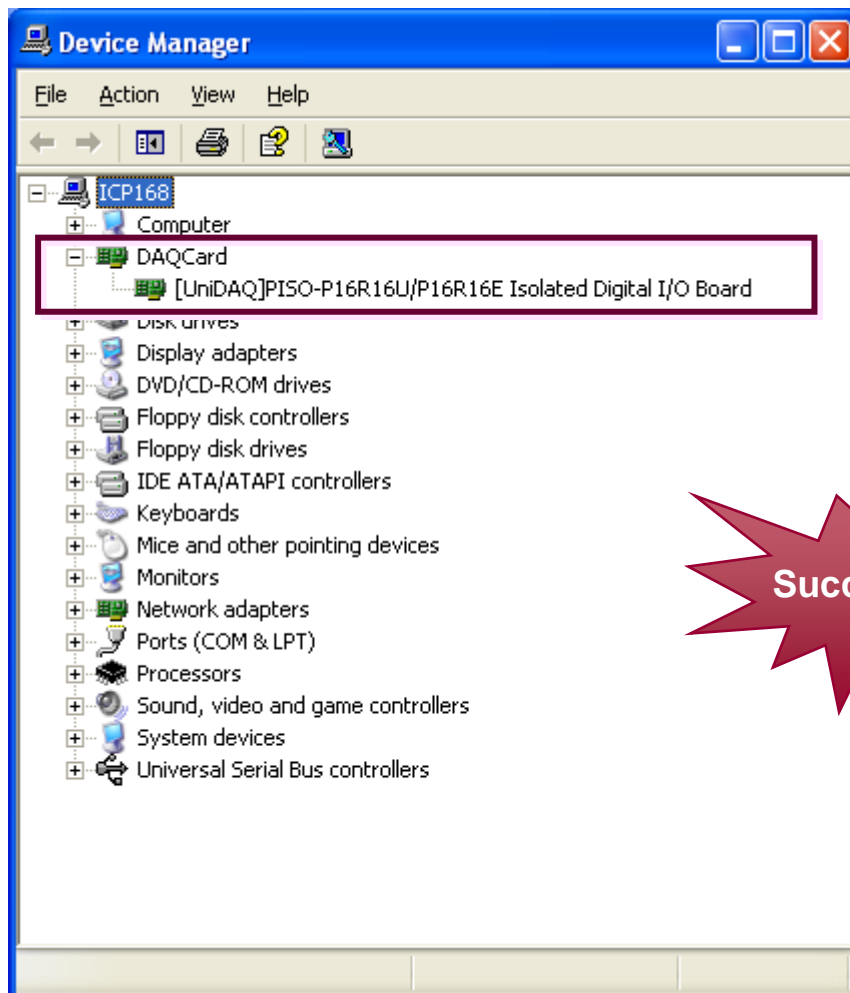 Device Manager
File Action View Help
ICP168
Computer
DAQCard
[UniDAQ]PISO-P16R16U/P16R16E Isolated Digital I/O Board
Disk drives
Display adapters
DVD/CD-ROM drives
Floppy disk controllers
Floppy disk drives
IDE ATA/ATAPI controllers
Keyboards
Mice and other pointing devices
Monitors
Network adapters
Ports (COM & LPT)
Processors
Sound, video and game controllers
System devices
Universal Serial Bus controllers